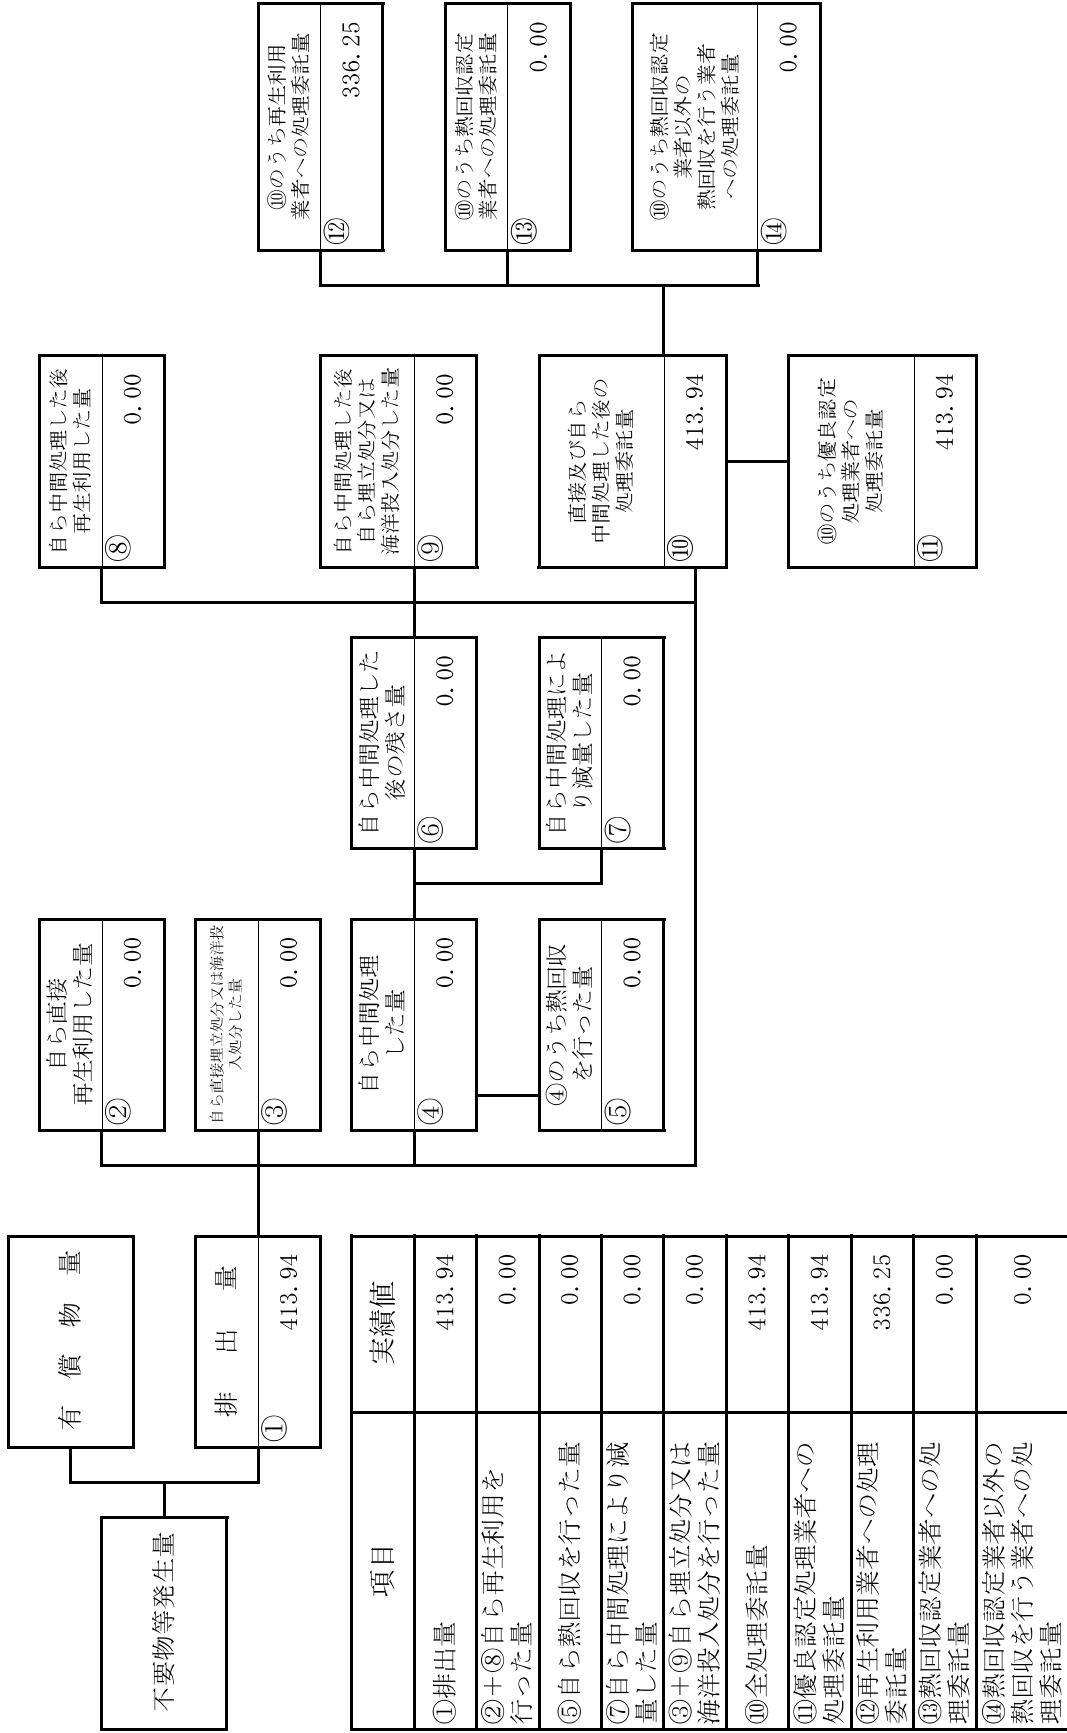 不要物等発生量
有償物量
排出量
①
413.94
自ら直接
再生利用した量
②
0.00
自ら直接埋立処分又は海洋投
入処分した量
③
0.00
自ら中間処理
した量
④
0.00
④のうち熱回収
を行った量
⑤
0.00
自ら中間処理した
後の残さ量
⑥
0.00
自ら中間処理によ
り減量した量
⑦
0.00
自ら中間処理した後
再生利用した量
⑧
0.00
自ら中間処理した後
自ら埋立処分又は
海洋投入処分した量
⑨
0.00
直接及び自ら
中間処理した後の
処理委託量
⑩
413.94
⑩のうち優良認定
処理業者への
処理委託量
⑪
413.94
⑩のうち再生利用
業者への処理委託量
⑫
336.25
⑩のうち熱回収認定
業者への処理委託量
⑬
0.00
⑩のうち熱回収認定
業者以外の
熱回収を行う業者
への処理委託量
⑭
0.00
項目 実績値
①排出量 413.94
②＋⑧自ら再生利用を
行った量 0.00
⑤自ら熱回収を行った量 0.00
⑦自ら中間処理により減
量した量 0.00
③＋⑨自ら埋立処分又は
海洋投入処分を行った量 0.00
⑩全処理委託量 413.94
⑪優良認定処理業者への
処理委託量 413.94
⑫再生利用業者への処理
委託量 336.25
⑬熱回収認定業者への処
理委託量 0.00
⑭熱回収認定業者以外の
熱回収を行う業者への処
理委託量 0.00